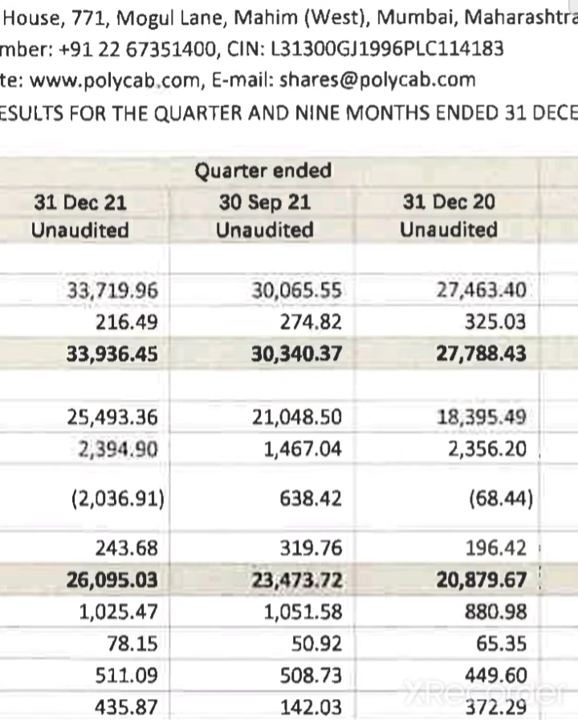 House, 771, Mogul Lane, Mahim (West), Mumbai, Maharashtra
mber: +91 22 67351400, CIN: L31300GJ1996PLC114183
te: www.polycab.com, E-mail: shares@polycab.com
ESULTS FOR THE QUARTER AND NINE MONTHS ENDED 31 DECE
Quarter ended
31 Dec 21 30 Sep 21 31 Dec 20
Unaudited Unaudited Unaudited
33,719.96 30,065.55 27,463.40
216.49 274.82 325.03
33,936.45 30,340.37 27,788.43
25,493.36 21,048.50 18,395.49
2,394.90 1,467.04 2,356.20
(2,036.91) 638.42 (68.44)
243.68 319.76 196.42
26,095.03 23,473.72 20,879.67
1,025.47 1,051.58 880.98
78.15 50.92 65.35
511.09 508.73 449.60
435.87 142.03 372.29
XRecorder